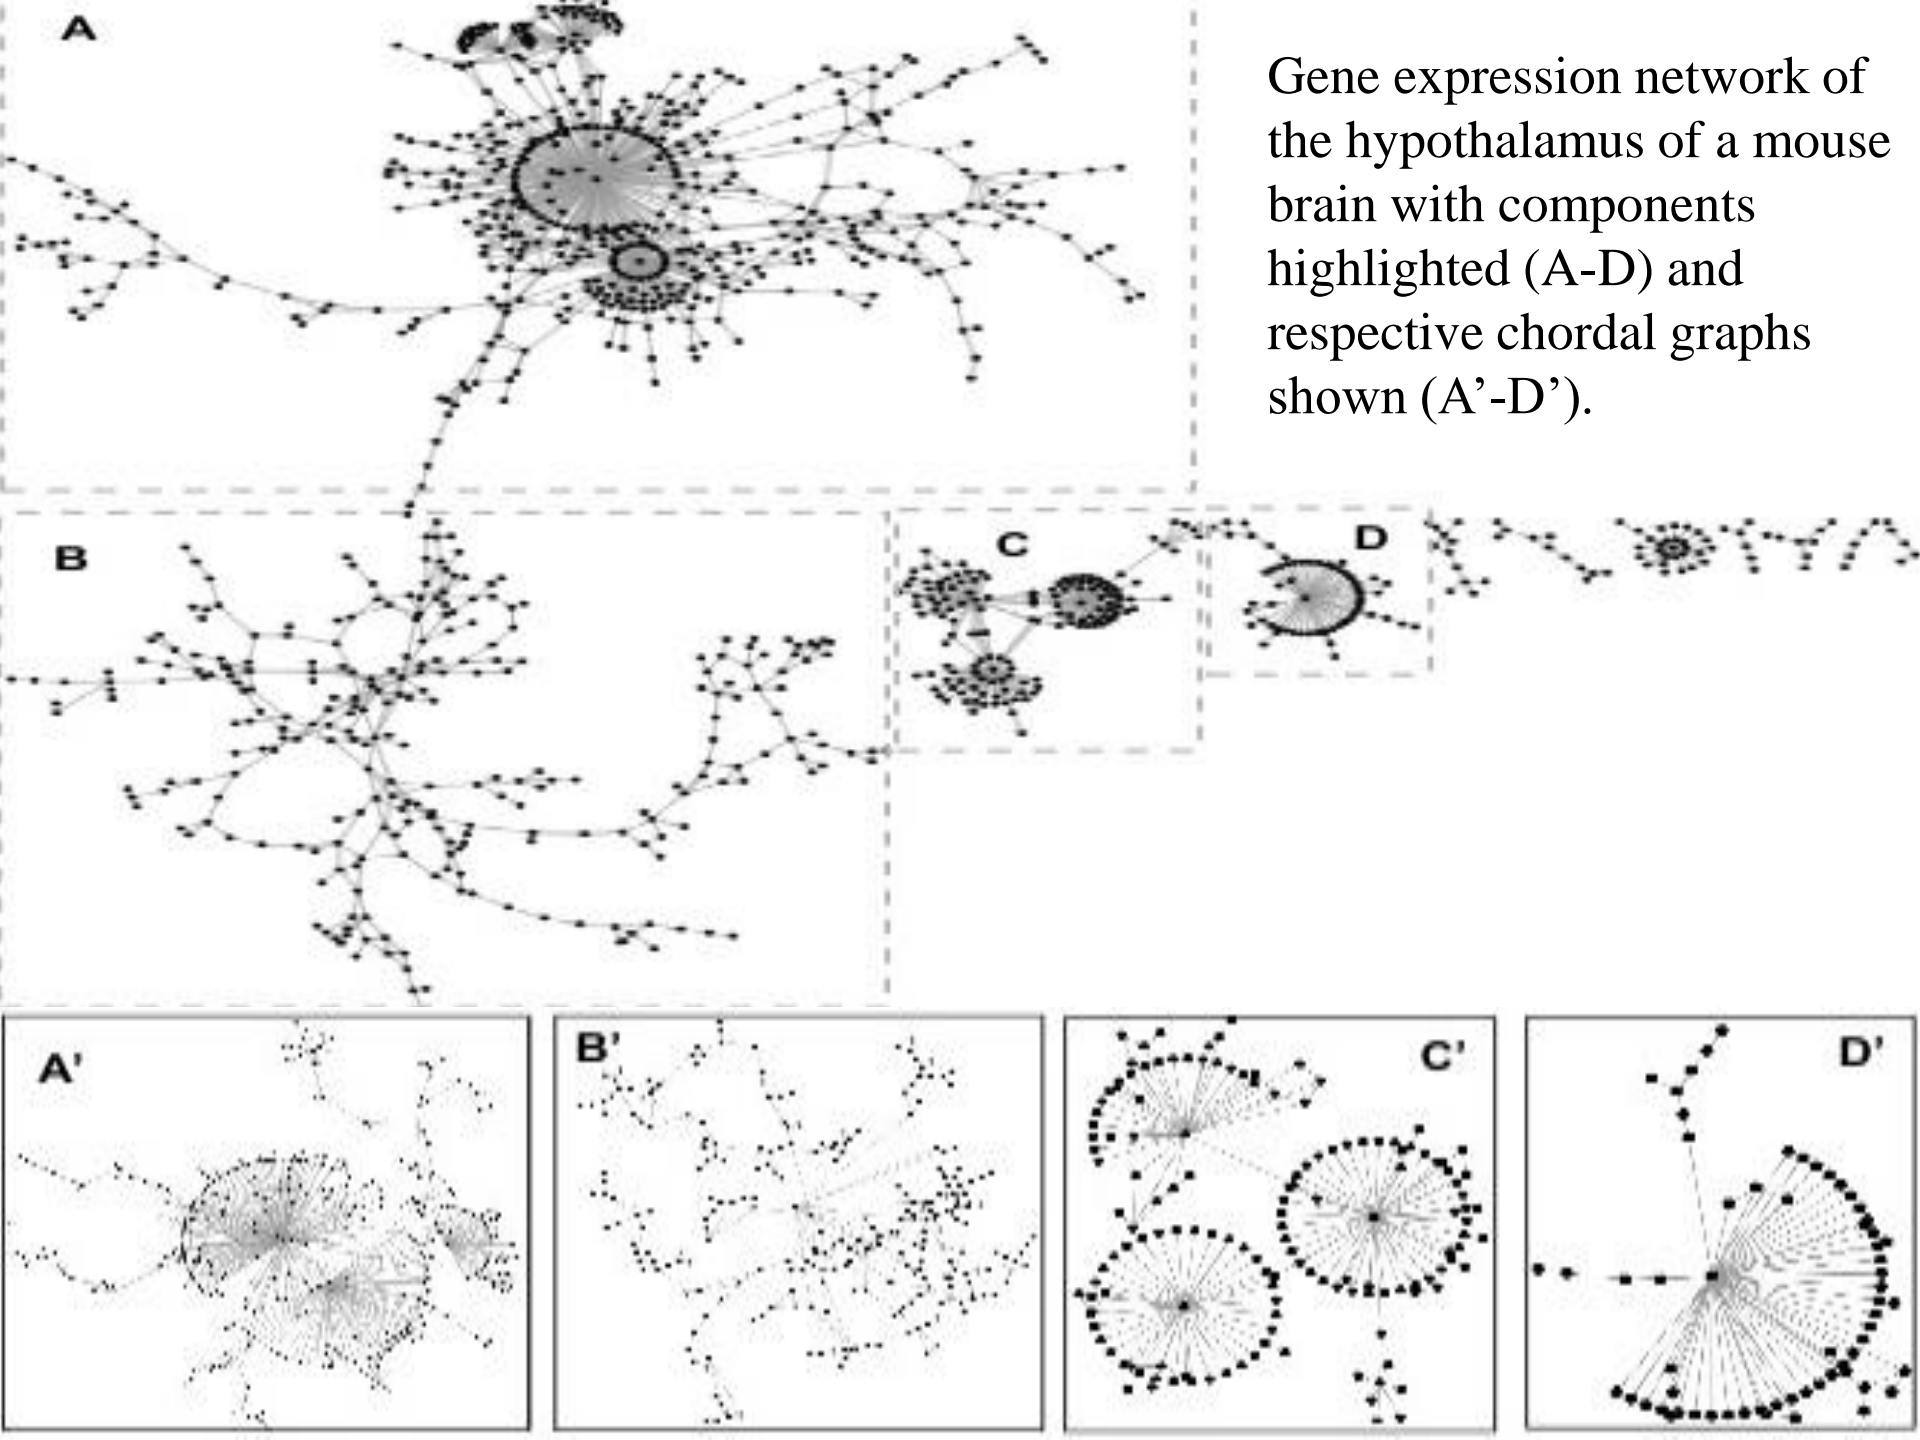 A
Gene expression network of
the hypothalamus of a mouse
brain with components
highlighted (A-D) and
respective chordal graphs
shown (A’-D’).
B
C
D
A'
B'
C'
D'